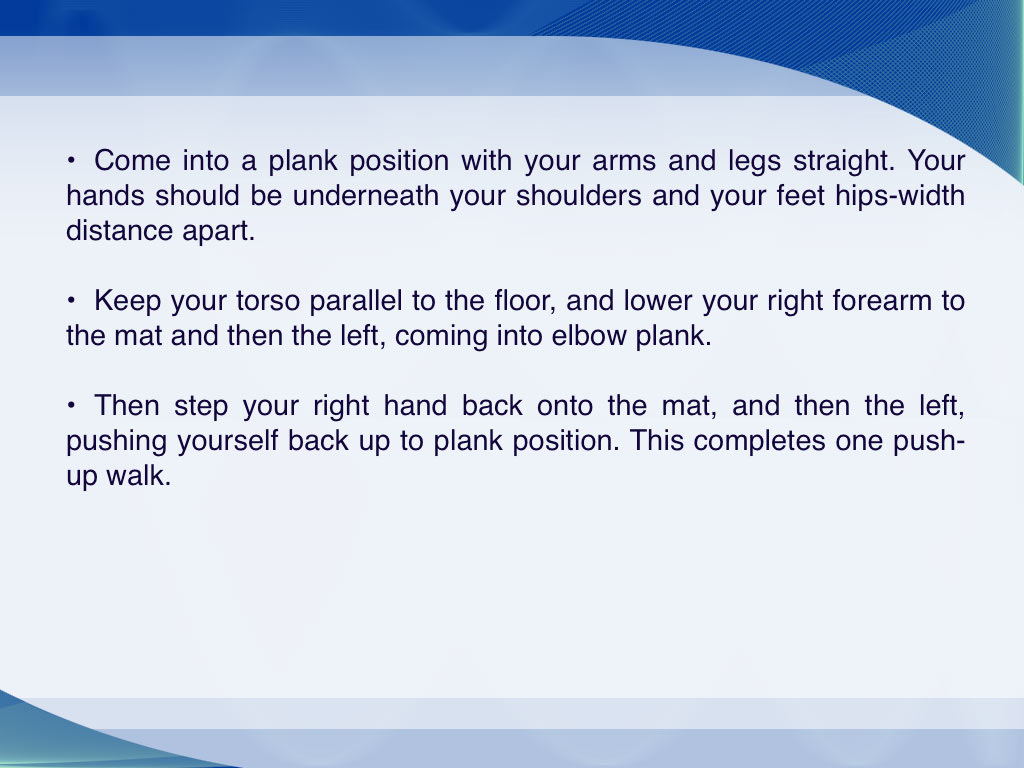 • Come into a plank position with your arms and legs straight. Your
hands should be underneath your shoulders and your feet hips-width
distance apart.
• Keep your torso parallel to the floor, and lower your right forearm to
the mat and then the left, coming into elbow plank.
• Then step your right hand back onto the mat, and then the left,
pushing yourself back up to plank position. This completes one push-
up walk.